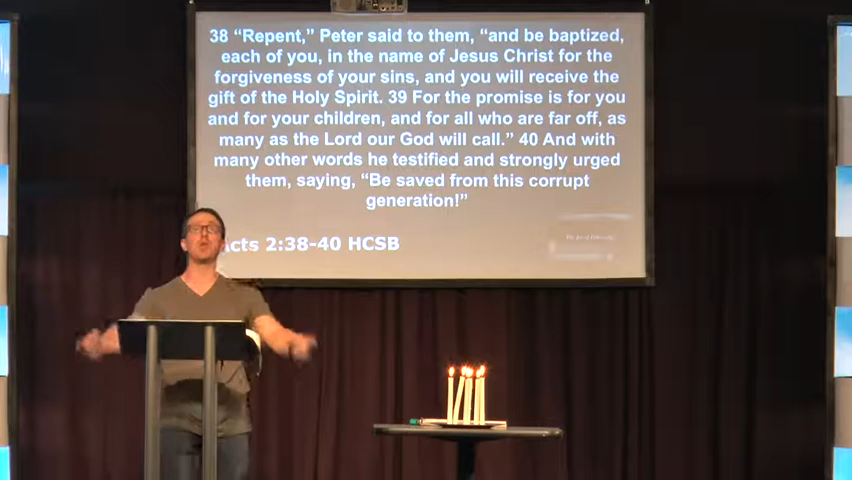 38 “Repent,” Peter said to them, “and be baptized,
each of you, in the name of Jesus Christ for the
forgiveness of your sins, and you will receive the
gift of the Holy Spirit. 39 For the promise is for you
and for your children, and for all who are far off, as
many as the Lord our God will call.” 40 And with
many other words he testified and strongly urged
them, saying, “Be saved from this corrupt
generation!”
cts 2:38-40 HCSB